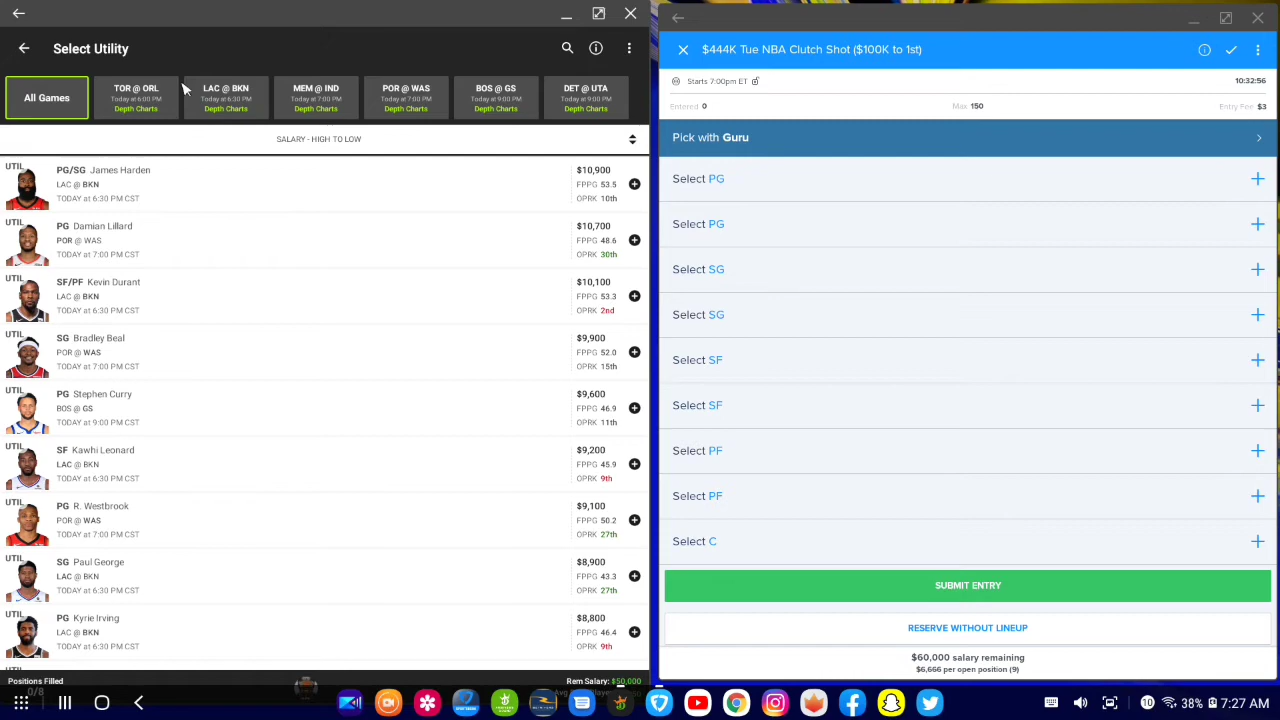 Select Utility
All Games
TOR @ ORL
Today at 6:00 PM
Depth Charts
LAC @ BKN
Today at 6:30 PM
Depth Charts
MEM @ IND
Today at 7:00 PM
Depth Charts
POR @ WAS
Today at 7:00 PM
Depth Charts
BOS @ GS
Today at 9:00 PM
Depth Charts
DET @ UTA
Today at 9:00 PM
Depth Charts
SALARY - HIGH TO LOW
UTIL
PG/SG James Harden $10,900
LAC @ BKN FPPG 53.5
TODAY at 6:30 PM CST OPRK 10th
UTIL
PG Damian Lillard $10,700
POR @ WAS FPPG 48.6
TODAY at 7:00 PM CST OPRK 30th
UTIL
SF/PF Kevin Durant $10,100
LAC @ BKN FPPG 53.3
TODAY at 6:30 PM CST OPRK 2nd
UTIL
SG Bradley Beal $9,900
POR @ WAS FPPG 52.0
TODAY at 7:00 PM CST OPRK 15th
UTIL
PG Stephen Curry $9,600
BOS @ GS FPPG 46.9
TODAY at 9:00 PM CST OPRK 11th
UTIL
SF Kawhi Leonard $9,200
LAC @ BKN FPPG 45.9
TODAY at 6:30 PM CST OPRK 9th
UTIL
PG R. Westbrook $9,100
POR @ WAS FPPG 50.2
TODAY at 7:00 PM CST OPRK 27th
UTIL
SG Paul George $8,900
LAC @ BKN FPPG 43.3
TODAY at 6:30 PM CST OPRK 27th
UTIL
PG Kyrie Irving $8,800
LAC @ BKN FPPG 46.4
TODAY at 6:30 PM CST OPRK 9th
Positions Filled Rem Salary: $50,000
0/8
$444K Tue NBA Clutch Shot ($100K to 1st)
Starts 7:00pm ET 10:32:56
Entered 0 Max 150 Entry Fee $3
Pick with Guru
Select PG
Select PG
Select SG
Select SG
Select SF
Select SF
Select PF
Select PF
Select C
SUBMIT ENTRY
RESERVE WITHOUT LINEUP
$60,000 salary remaining
$6,666 per open position (9)
10 38% 7:27 AM